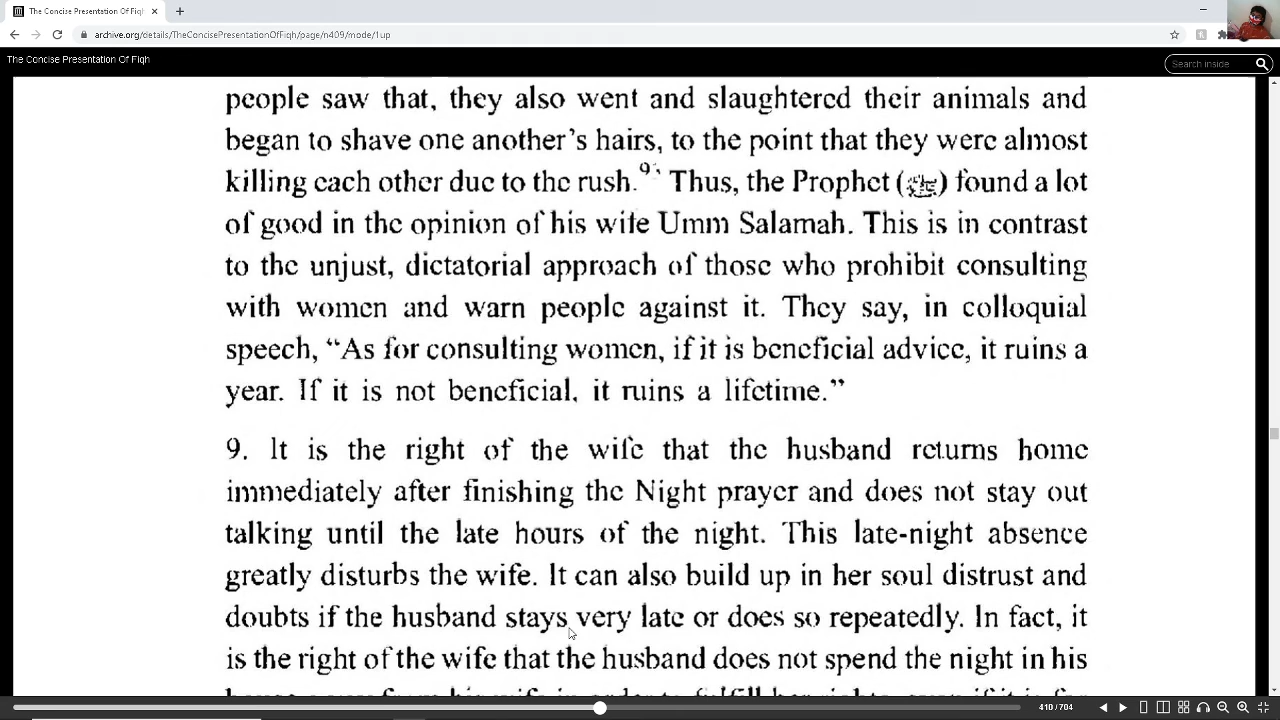 The Concise Presentation Of Fiqh
archive.org/details/TheConcisePresentationOfFiqh/page/n409/mode/1up
The Concise Presentation Of Fiqh
Search inside
people saw that, they also went and slaughtered their animals and
began to shave one another's hairs, to the point that they were almost
killing each other due to the rush. Thus, the Prophet (ﷺ) found a lot
of good in the opinion of his wife Umm Salamah. This is in contrast
to the unjust, dictatorial approach of those who prohibit consulting
with women and warn people against it. They say, in colloquial
speech, "As for consulting women, if it is beneficial advice, it ruins a
year. If it is not beneficial, it ruins a lifetime."
9. It is the right of the wife that the husband returns home
immediately after finishing the Night prayer and does not stay out
talking until the late hours of the night. This late-night absence
greatly disturbs the wife. It can also build up in her soul distrust and
doubts if the husband stays very late or does so repeatedly. In fact, it
is the right of the wife that the husband does not spend the night in his
410 / 704